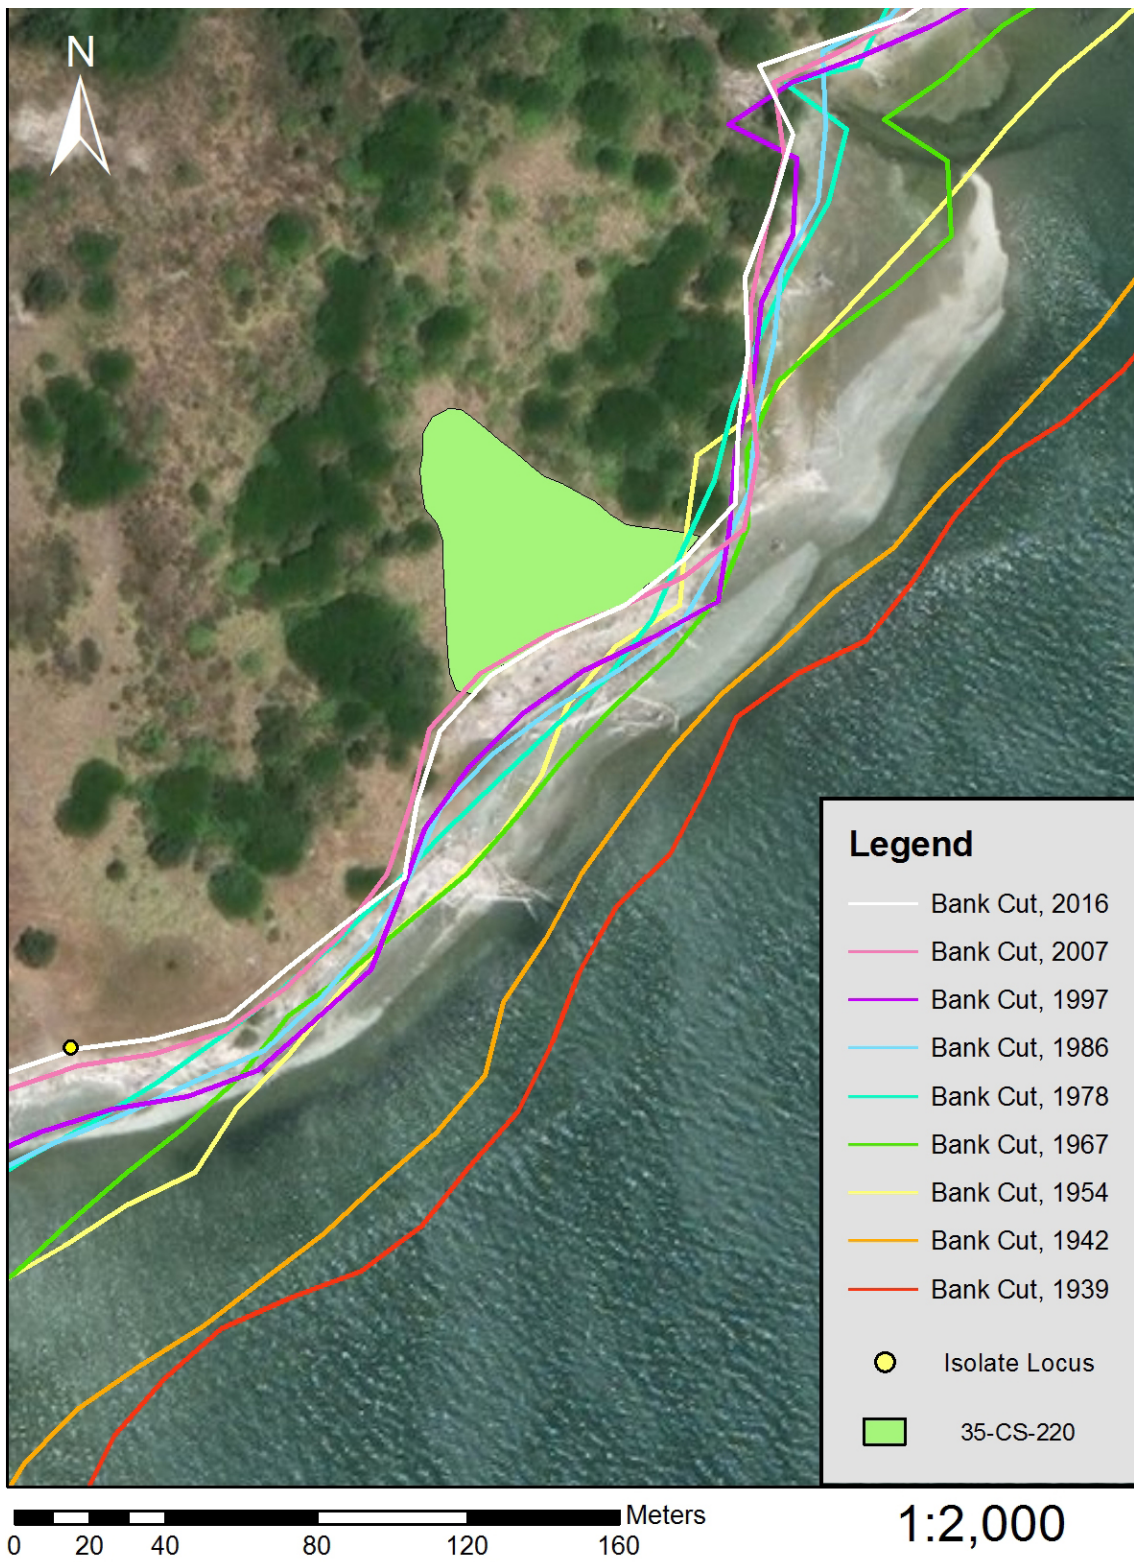 N
Legend
Bank Cut, 2016
Bank Cut, 2007
Bank Cut, 1997
Bank Cut, 1986
Bank Cut, 1978
Bank Cut, 1967
Bank Cut, 1954
Bank Cut, 1942
Bank Cut, 1939
Isolate Locus
35-CS-220
Meters
0 20 40 80 120 160
1:2,000